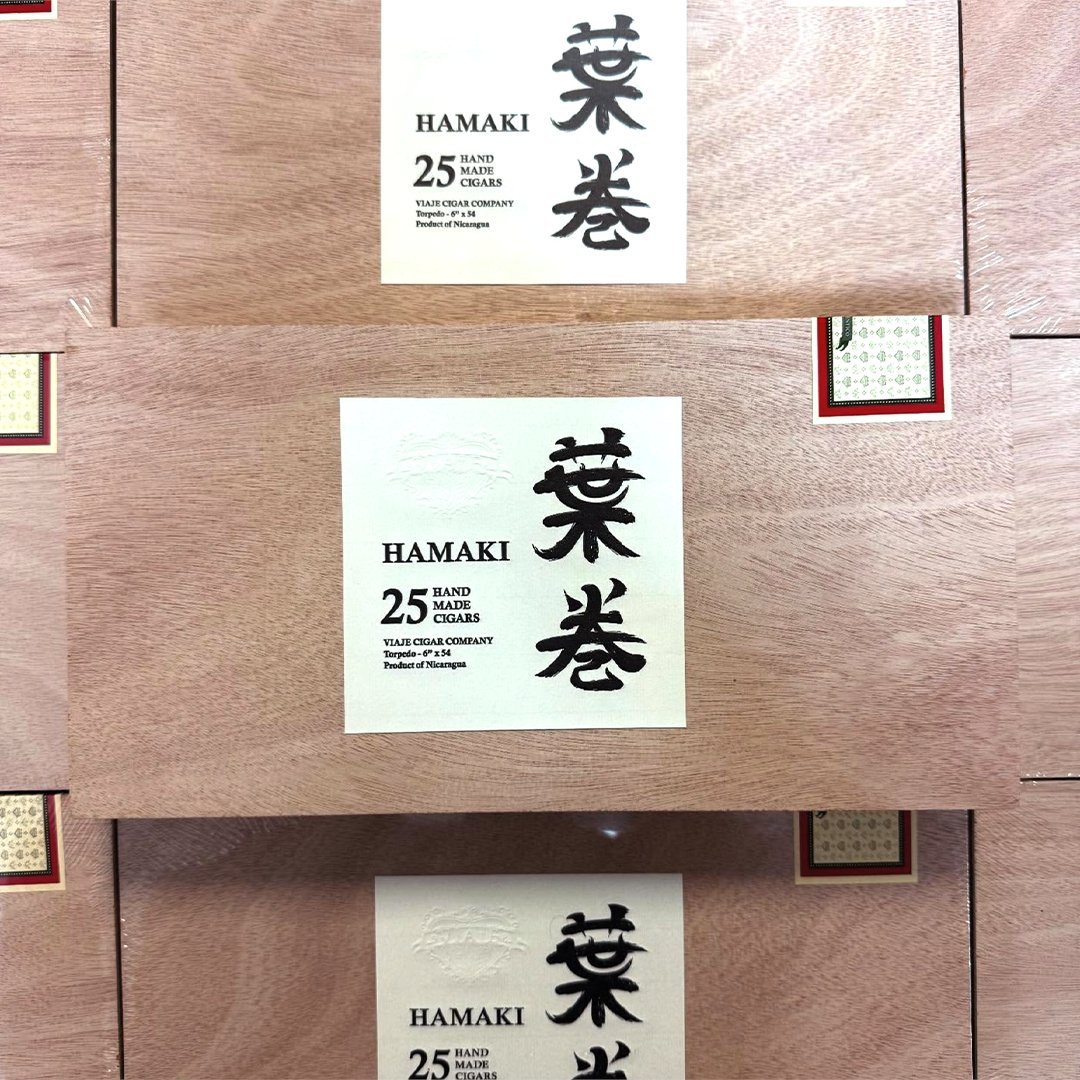 HAMAKI
25 HAND
MADE
CIGARS
VIAJE CIGAR COMPANY
Torpedo - 6" x 54
Product of Nicaragua
葉巻
HAMAKI
25 HAND
MADE
CIGARS
VIAJE CIGAR COMPANY
Torpedo - 6" x 54
Product of Nicaragua
葉巻
HAMAKI
25 HAND
MADE
CIGARS
葉